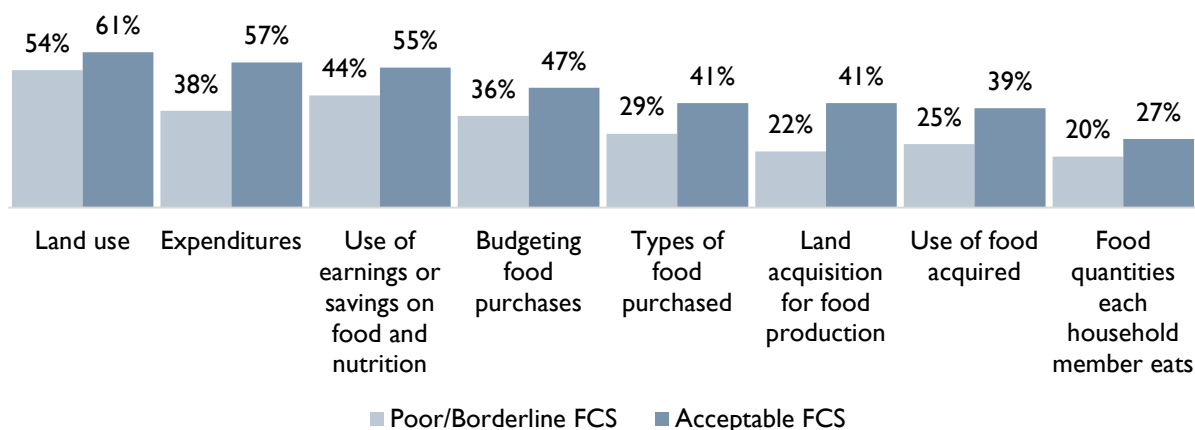 54%
61%
38%
57%
44%
55%
36%
47%
29%
41%
22%
41%
25%
39%
20%
27%
Land use
Expenditures
Use of
earnings or
savings on
food and
nutrition
Budgeting
food
purchases
Types of
food
purchased
Land
acquisition
for food
production
Use of food
acquired
Food
quantities
each
household
member eats
Poor/Borderline FCS
Acceptable FCS